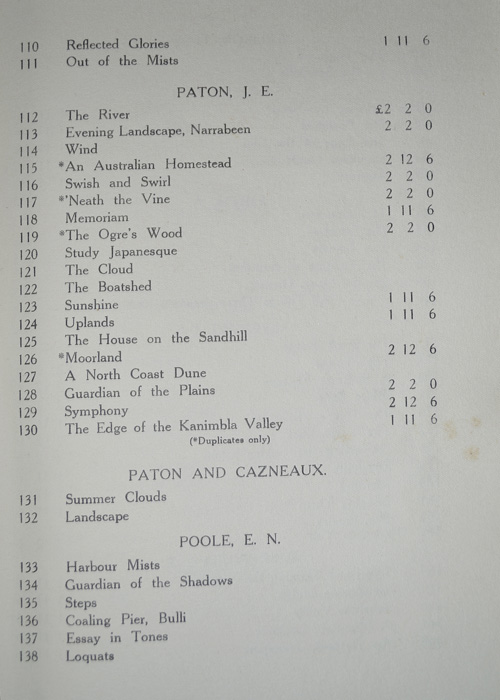 110 Reflected Glories 1 11 6
111 Out of the Mists
PATON, J. E.
112 The River £2 2 0
113 Evening Landscape, Narrabeen 2 2 0
114 Wind
115 *An Australian Homestead 2 12 6
116 Swish and Swirl 2 2 0
117 *'Neath the Vine 2 2 0
118 Memoriam 1 11 6
119 *The Ogre's Wood 2 2 0
120 Study Japanesque
121 The Cloud
122 The Boatshed
123 Sunshine 1 11 6
124 Uplands 1 11 6
125 The House on the Sandhill
126 *Moorland 2 12 6
127 A North Coast Dune
128 Guardian of the Plains 2 2 0
129 Symphony 2 12 6
130 The Edge of the Kanimbla Valley 1 11 6
(*Duplicates only)
PATON AND CAZNEAUX.
131 Summer Clouds
132 Landscape
POOLE, E. N.
133 Harbour Mists
134 Guardian of the Shadows
135 Steps
136 Coaling Pier, Bulli
137 Essay in Tones
138 Loquats